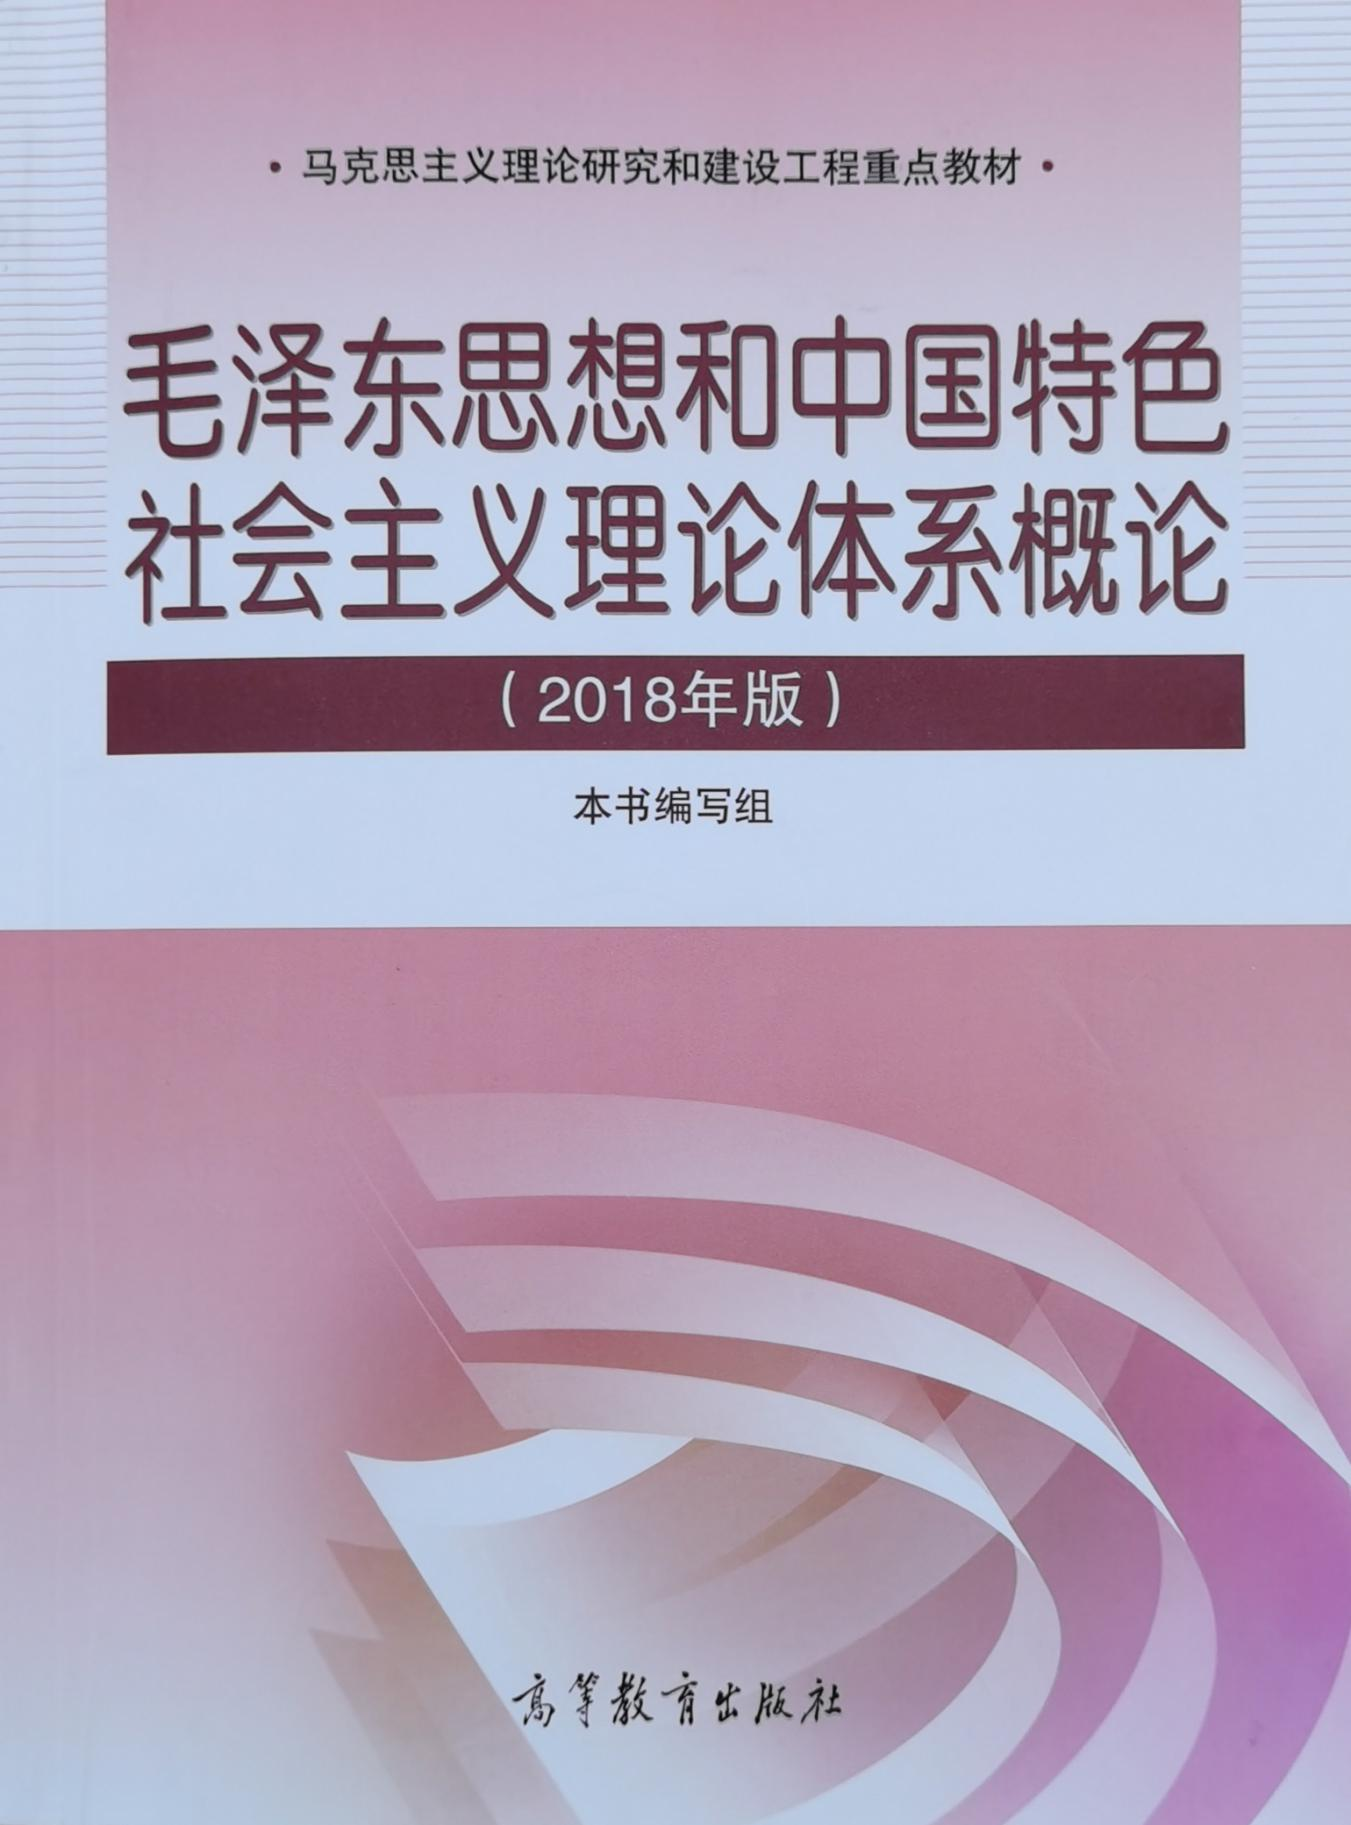 ·马克思主义理论研究和建设工程重点教材·
毛泽东思想和中国特色
社会主义理论体系概论
（2018年版）
本书编写组
高等教育出版社